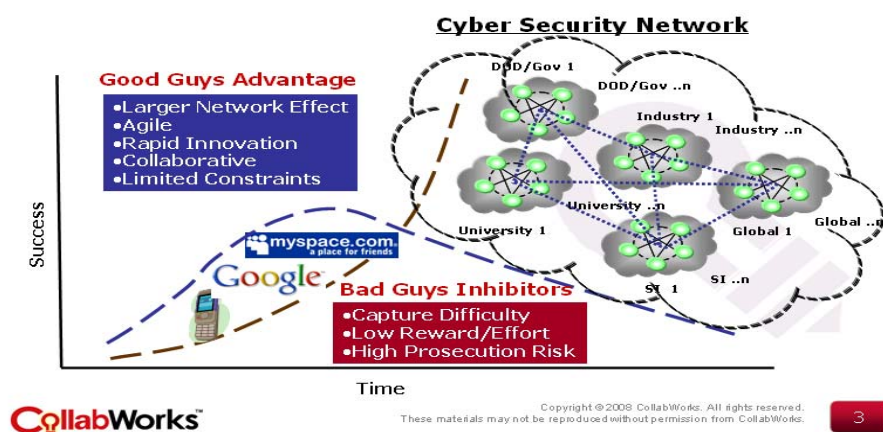 Cyber Security Network
Good Guys Advantage
•Larger Network Effect
•Agile
•Rapid Innovation
•Collaborative
•Limited Constraints
DOD/Gov 1
DOD/Gov ..n
Industry 1
Industry ..n
University ..n
University 1
Global 1
Global ..n
SI 1
SI ..n
Success
myspace.com
a place for friends
Google™
Bad Guys Inhibitors
•Capture Difficulty
•Low Reward/Effort
•High Prosecution Risk
Time
CollabWorks™
Copyright © 2008 CollabWorks. All rights reserved.
These materials may not be reproduced without permission from CollabWorks.
3